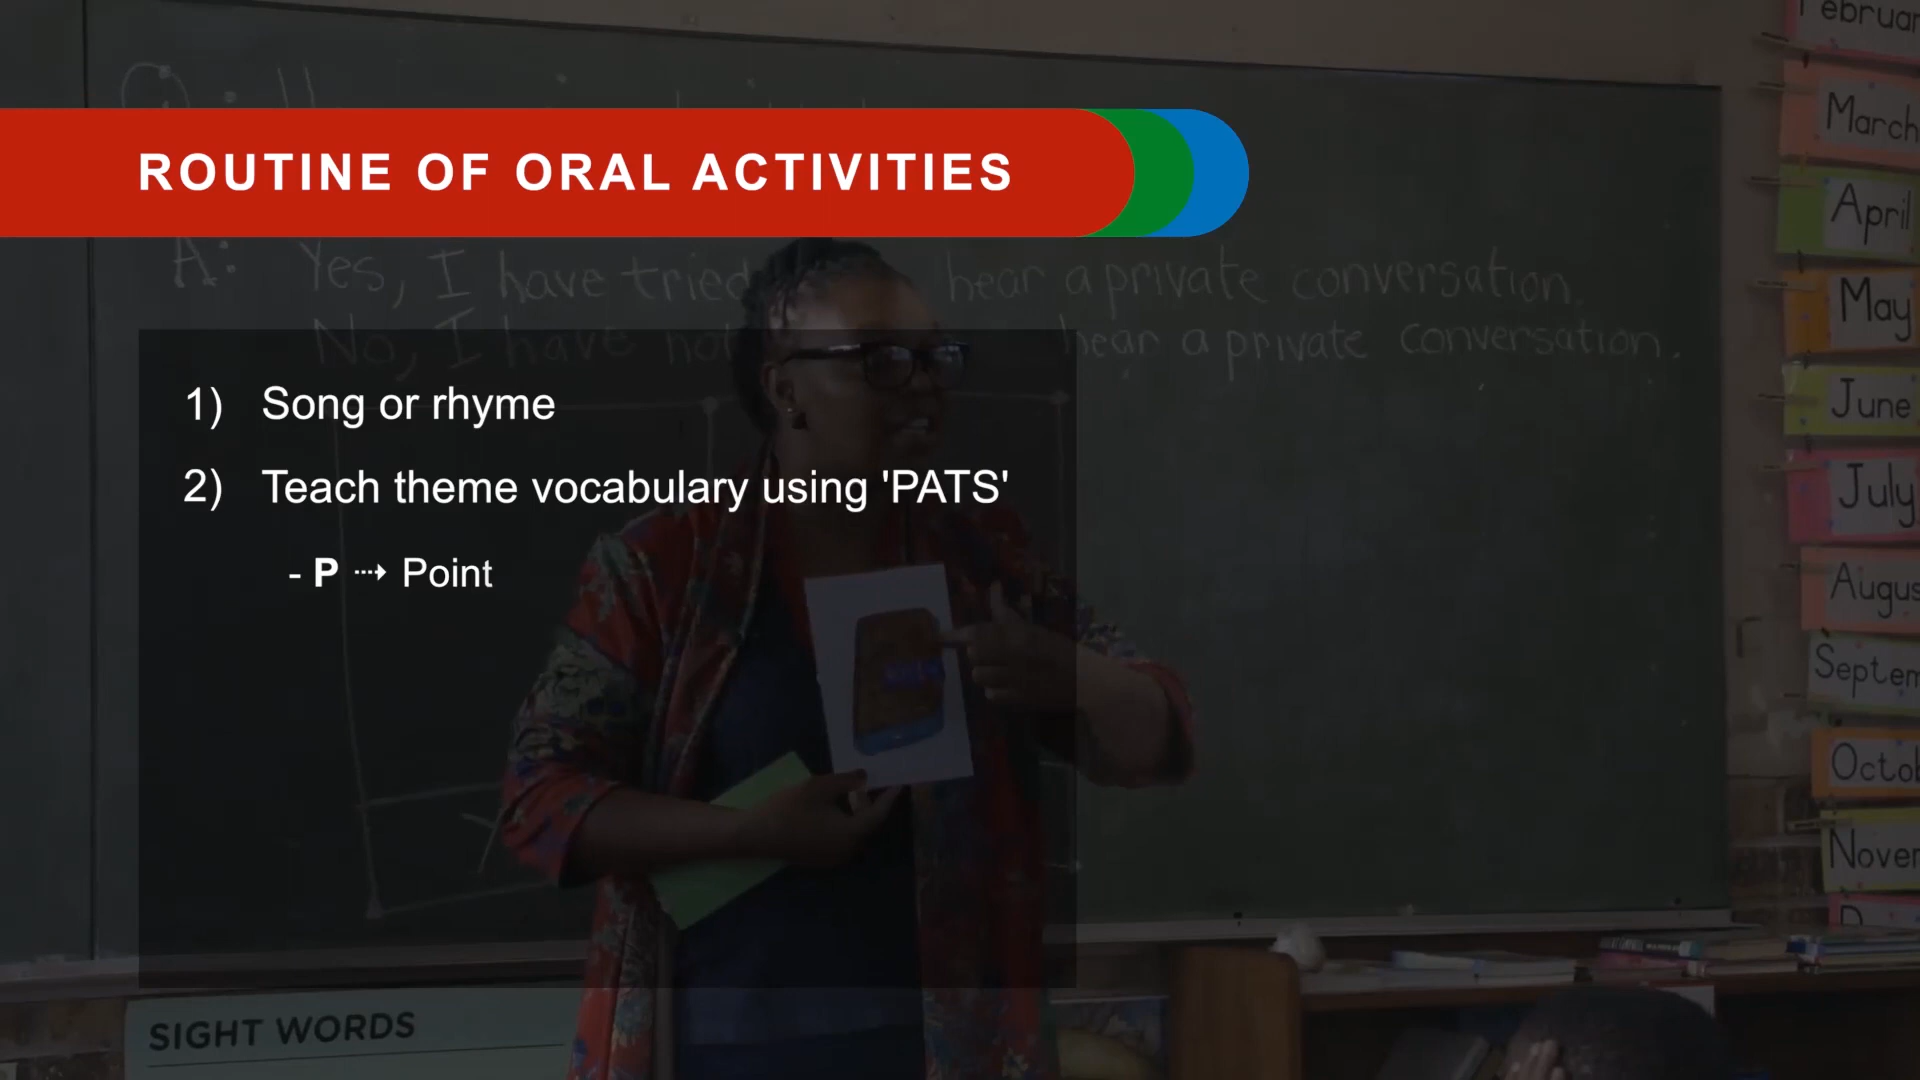 ROUTINE OF ORAL ACTIVITIES
A: Yes, I have tried hear a private conversation.
No, I have not hear a private conversation.
1) Song or rhyme
2) Teach theme vocabulary using 'PATS'
- P ⇢ Point
March
April
May
June
July
SIGHT WORDS